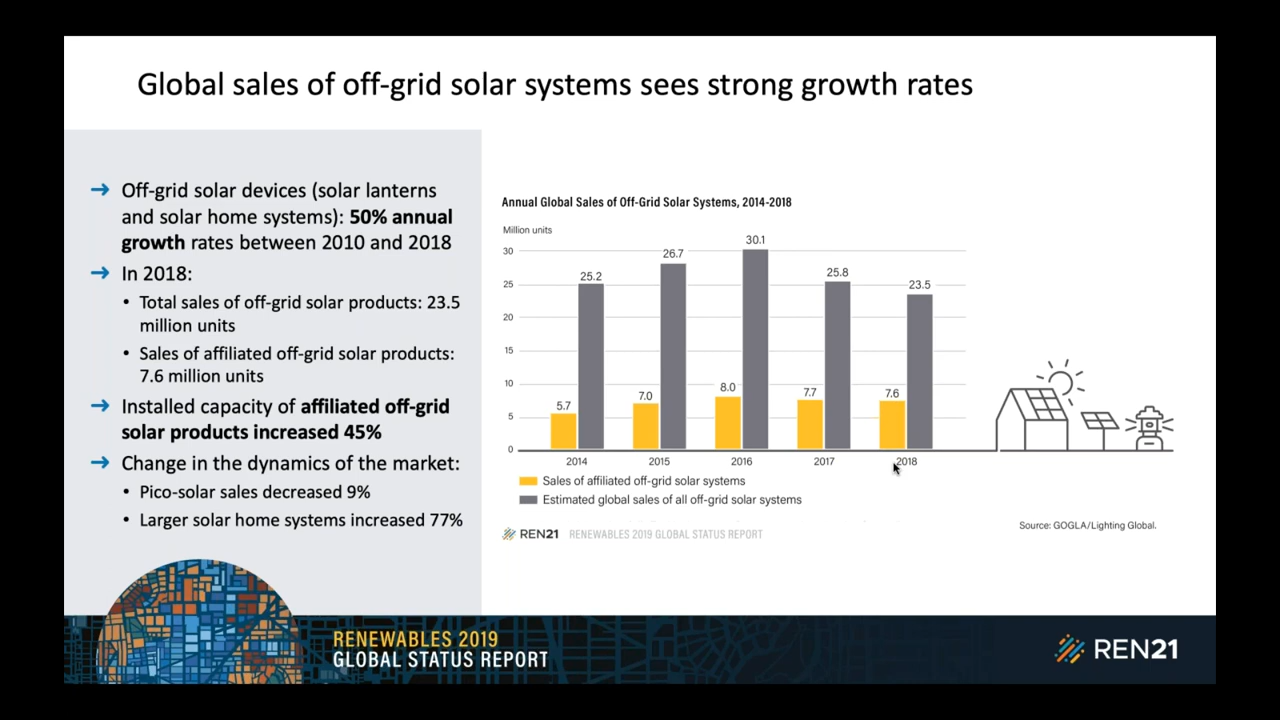 Global sales of off-grid solar systems sees strong growth rates
➔ Off-grid solar devices (solar lanterns
and solar home systems): 50% annual
growth rates between 2010 and 2018
➔ In 2018:
• Total sales of off-grid solar products: 23.5
million units
• Sales of affiliated off-grid solar products:
7.6 million units
➔ Installed capacity of affiliated off-grid
solar products increased 45%
➔ Change in the dynamics of the market:
• Pico-solar sales decreased 9%
• Larger solar home systems increased 77%
Annual Global Sales of Off-Grid Solar Systems, 2014-2018
Million units
30
25
20
15
10
5
0
5.7
25.2
7.0
26.7
8.0
30.1
7.7
25.8
7.6
23.5
2014
2015
2016
2017
2018
Sales of affiliated off-grid solar systems
Estimated global sales of all off-grid solar systems
REN21 RENEWABLES 2019 GLOBAL STATUS REPORT
Source: GOGLA/Lighting Global.
RENEWABLES 2019
GLOBAL STATUS REPORT
REN21